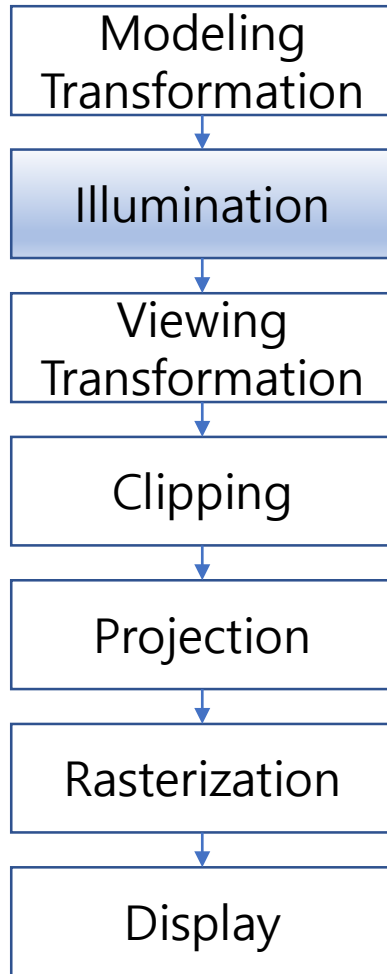 Modeling
Transformation
Illumination
Viewing
Transformation
Clipping
Projection
Rasterization
Display